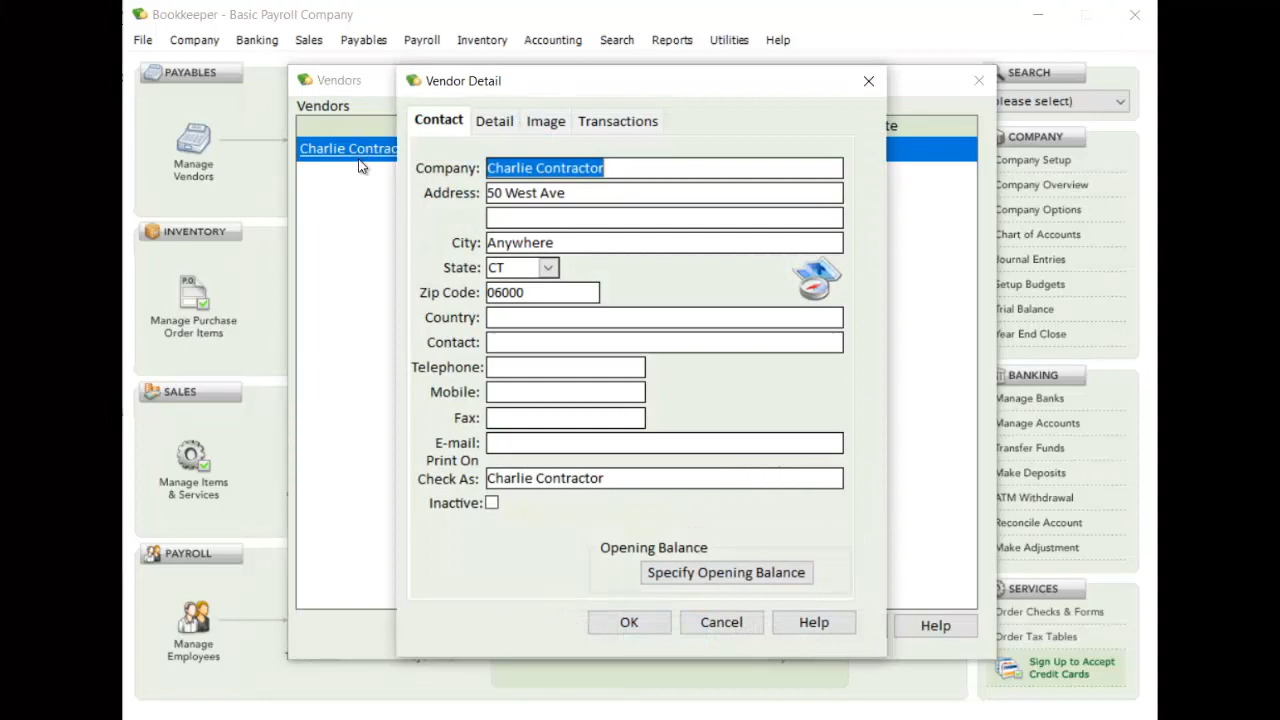 Bookkeeper - Basic Payroll Company
File Company Banking Sales Payables Payroll Inventory Accounting Search Reports Utilities Help
PAYABLES
Manage
Vendors
INVENTORY
Manage Purchase
Order Items
SALES
Manage Items
& Services
PAYROLL
Manage
Employees
Vendors
Vendors
Charlie Contrac
Help
Vendor Detail
Contact Detail Image Transactions
Company: Charlie Contractor
Address: 50 West Ave
City: Anywhere
State: CT
Zip Code: 06000
Country:
Contact:
Telephone:
Mobile:
Fax:
E-mail:
Print On
Check As: Charlie Contractor
Inactive:
Opening Balance
Specify Opening Balance
OK Cancel Help
SEARCH
please select)
COMPANY
Company Setup
Company Overview
Company Options
Chart of Accounts
Journal Entries
Setup Budgets
Trial Balance
Year End Close
BANKING
Manage Banks
Manage Accounts
Transfer Funds
Make Deposits
ATM Withdrawal
Reconcile Account
Make Adjustment
SERVICES
Order Checks & Forms
Order Tax Tables
Sign Up to Accept
Credit Cards